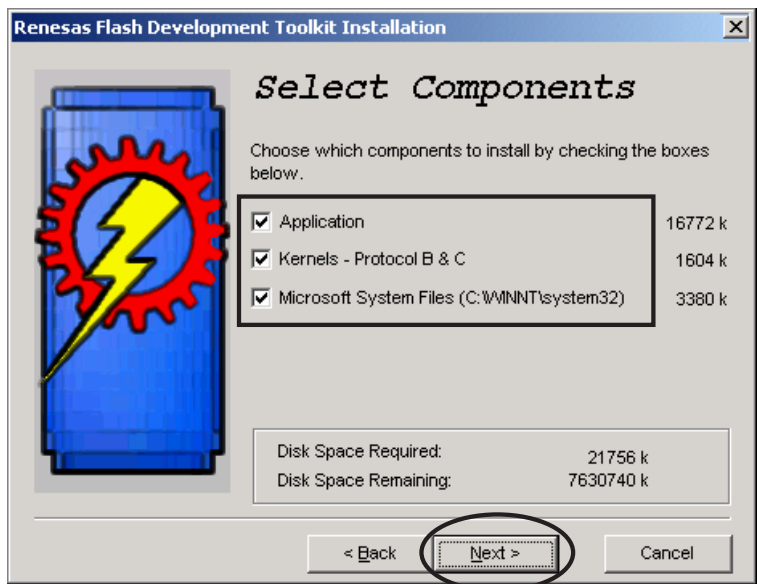 Renesas Flash Development Toolkit Installation
Select Components
Choose which components to install by checking the boxes
below.
Application 16772 k
Kernels - Protocol B & C 1604 k
Microsoft System Files (C:\WINNT\system32) 3380 k
Disk Space Required: 21756 k
Disk Space Remaining: 7630740 k
< Back Next > Cancel